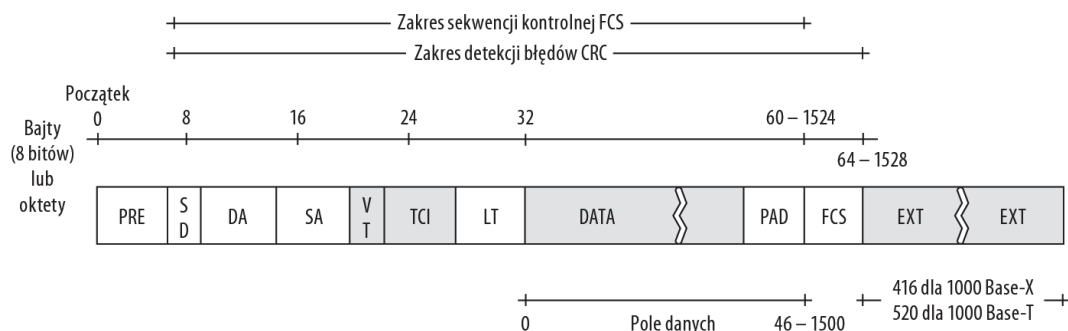 Zakres sekwencji kontrolnej FCS
Zakres detekcji błędów CRC
Początek
0 8 16 24 32 60 – 1524
Bajty
(8 bitów)
lub
oktety
64 – 1528
PRE SD DA SA VT TCI LT DATA PAD FCS EXT EXT
0 Pole danych 46 – 1500
416 dla 1000 Base-X
520 dla 1000 Base-T